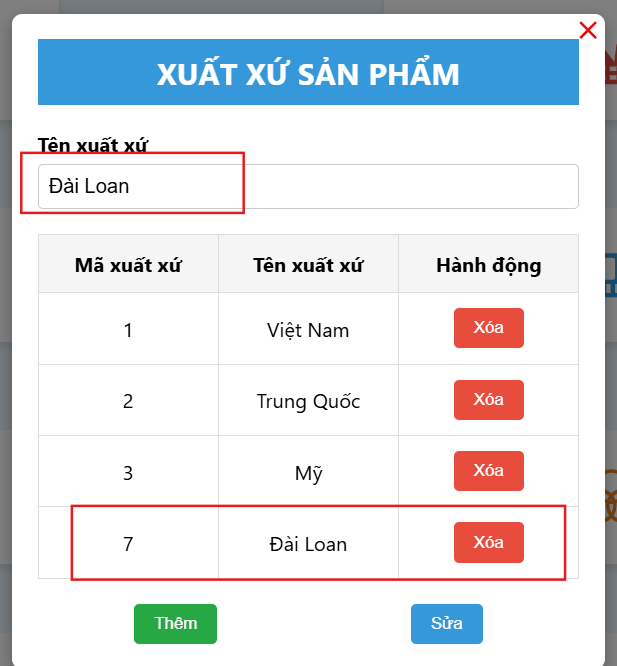 XUẤT XỨ SẢN PHẨM
Tên xuất xứ
Đài Loan
Mã xuất xứ Tên xuất xứ Hành động
1 Việt Nam Xóa
2 Trung Quốc Xóa
3 Mỹ Xóa
7 Đài Loan Xóa
Thêm Sửa